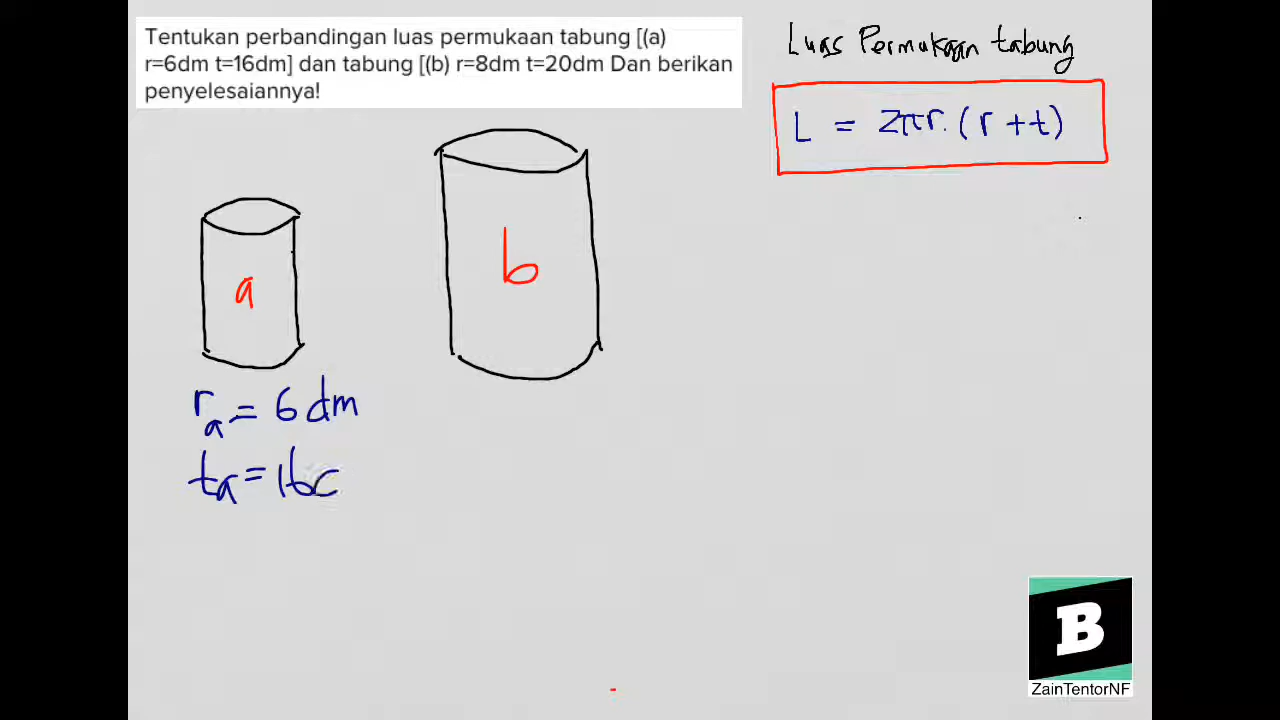 Tentukan perbandingan luas permukaan tabung [(a)
r=6dm t=16dm] dan tabung [(b) r=8dm t=20dm Dan berikan
penyelesaiannya!
Luas Permukaan tabung
L = 2πr. (r + t)
a
b
ra = 6 dm
ta = 16c
B
ZainTentorNF